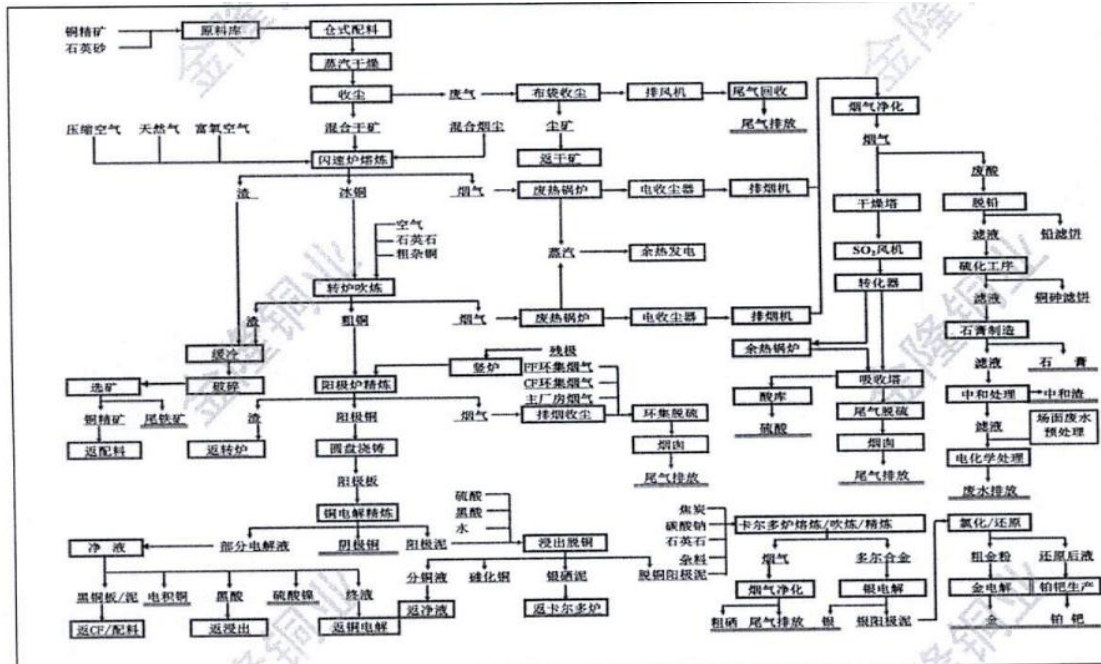 铜精矿
石英砂
原料库
仓式配料
蒸汽干燥
收尘
废气
布袋收尘
排风机
尾气回收
尾气排放
烟气净化
压缩空气
天然气
富氧空气
混合干矿
混合烟尘
尘矿
返干矿
烟气
废酸
闪速炉熔炼
渣
冰铜
烟气
废热锅炉
电收尘器
排烟机
干燥塔
脱铅
滤液
铅滤饼
空气
石英石
粗杂铜
蒸汽
余热发电
SO₂风机
硫化工序
转炉吹炼
转化器
滤液
铜砷滤饼
渣
粗铜
烟气
废热锅炉
电收尘器
排烟机
石膏制造
缓冷
残极
余热锅炉
滤液
石 膏
竖炉
FF环集烟气
选矿
破碎
阳极炉精炼
CF环集烟气
吸收塔
中和处理
中和渣
主厂房烟气
酸库
铜精矿
尾铁矿
渣
阳极铜
烟气
排烟收尘
环集脱硫
硫酸
尾气脱硫
滤液
场面废水
预处理
返配料
返转炉
圆盘浇铸
烟囱
烟囱
电化学处理
阳极板
尾气排放
尾气排放
废水排放
铜电解精炼
硫酸
黑酸
水
焦炭
碳酸钠
石英石
杂料
卡尔多炉熔炼/吹炼/精炼
氯化/还原
净 液
部分电解液
阴极铜
阳极泥
浸出脱铜
烟气
多尔合金
粗金粉
还原后液
分铜液
硅化铜
银硒泥
脱铜阳极泥
烟气净化
银电解
金电解
铂钯生产
黑铜板/泥
电积铜
黑酸
硫酸镍
终液
返净液
返卡尔多炉
粗硒
尾气排放
银
银阳极泥
金
铂 钯
返CF/配料
返浸出
返铜电解
金隆铜业